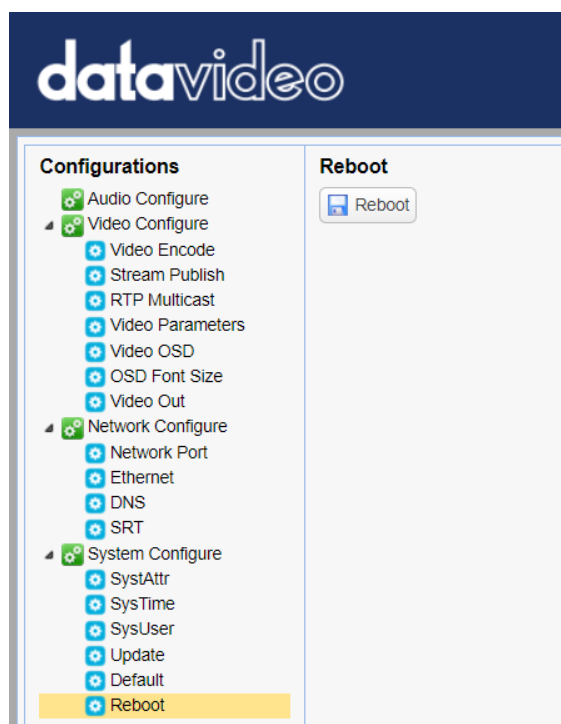 datavideo
Configurations
Audio Configure
Video Configure
Video Encode
Stream Publish
RTP Multicast
Video Parameters
Video OSD
OSD Font Size
Video Out
Network Configure
Network Port
Ethernet
DNS
SRT
System Configure
SystAttr
SysTime
SysUser
Update
Default
Reboot
Reboot
Reboot